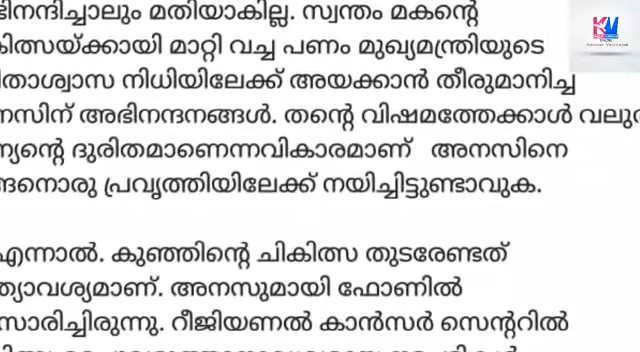 ഭിനന്ദിച്ചാലും മതിയാകില്ല. സ്വന്തം മകന്റെ
കിത്സയ്ക്കായി മാറ്റി വച്ച പണം മുഖ്യമന്ത്രിയുടെ
ിതാശ്വാസ നിധിയിലേക്ക് അയക്കാൻ തീരുമാനിച്ച
നസിന് അഭിനന്ദനങ്ങൾ. തന്റെ വിഷമത്തേക്കാൾ വലു
ന്യന്റെ ദുരിതമാണെന്നവികാരമാണ് അനസിനെ
ങനൊരു പ്രവൃത്തിയിലേക്ക് നയിച്ചിട്ടുണ്ടാവുക.
എന്നാൽ. കുഞ്ഞിന്റെ ചികിത്സ തുടരേണ്ടത്
ത്യാവശ്യമാണ്. അനസുമായി ഫോണിൽ
സാരിച്ചിരുന്നു. റീജിയണൽ കാൻസർ സെന്ററിൽ